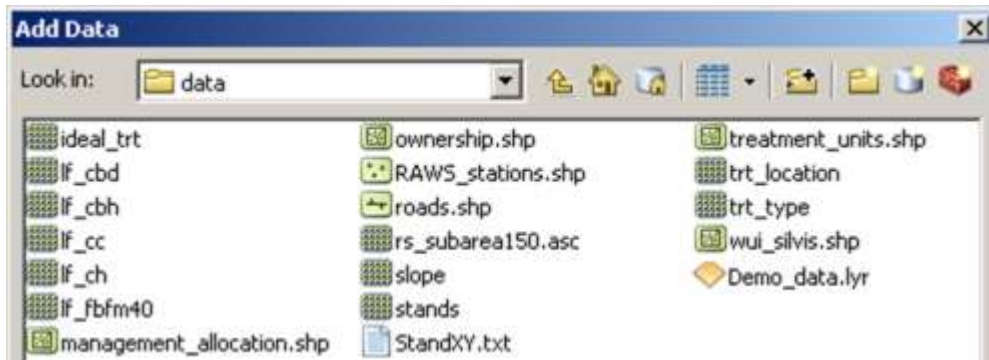 Add Data
Look in: data
ideal_trt
lf_cbd
lf_cbh
lf_cc
lf_ch
lf_fbfm40
management_allocation.shp
ownership.shp
RAWS_stations.shp
roads.shp
rs_subarea150.asc
slope
stands
StandXY.txt
treatment_units.shp
trt_location
trt_type
wui_silvis.shp
Demo_data.lyr